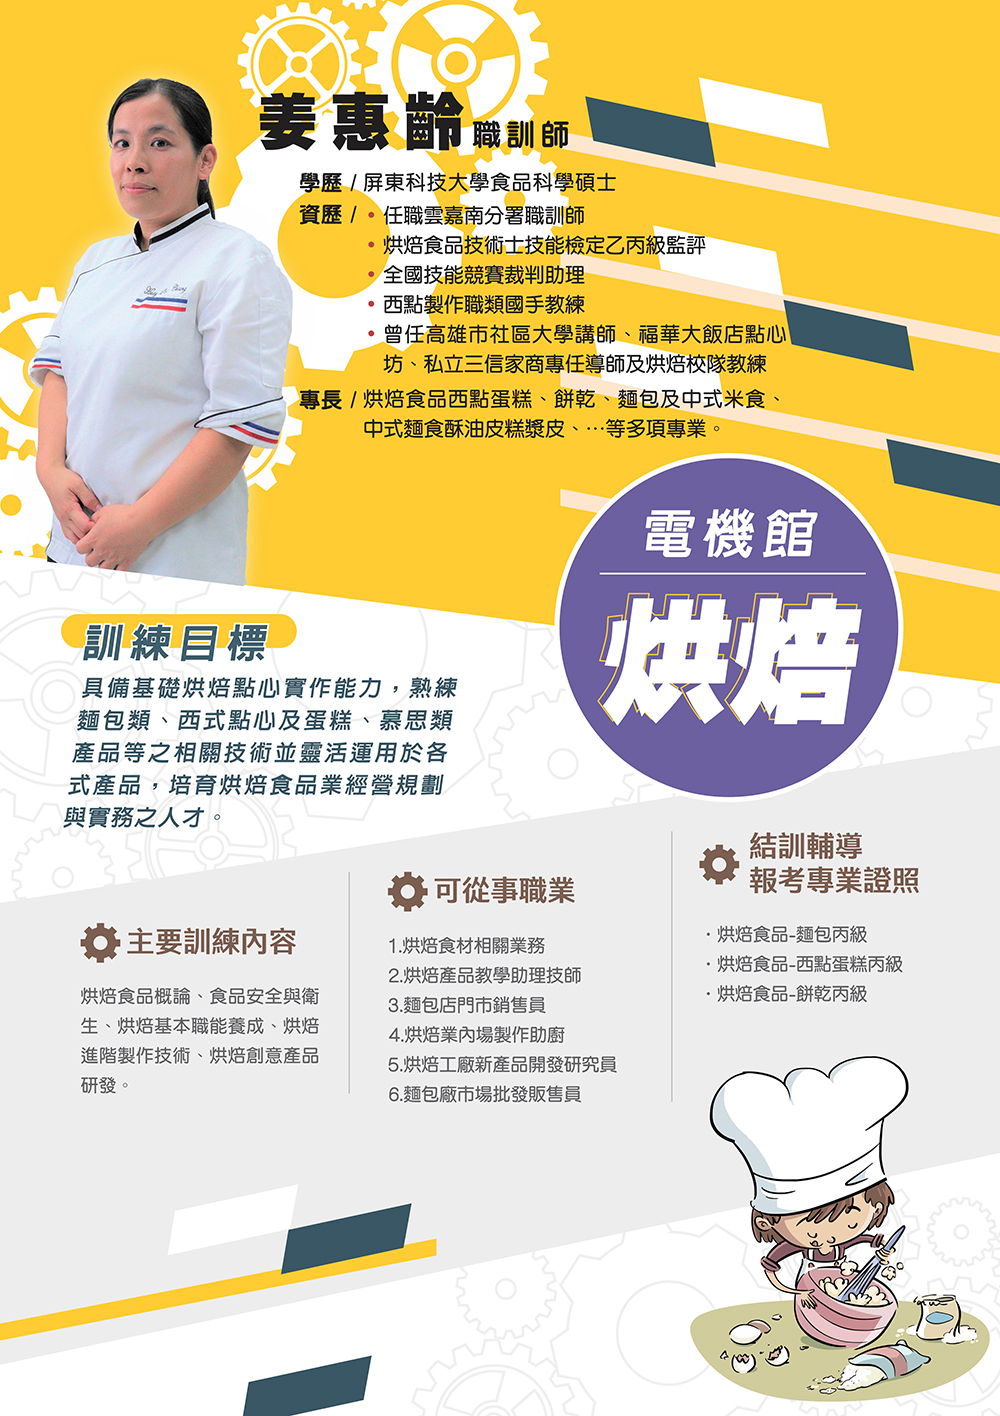 姜惠齡 職訓師
學歷 / 屏東科技大學食品科學碩士
資歷 / • 任職雲嘉南分署職訓師
• 烘焙食品技術士技能檢定乙丙級監評
• 全國技能競賽裁判助理
• 西點製作職類國手教練
• 曾任高雄市社區大學講師、福華大飯店點心
坊、私立三信家商專任導師及烘焙校隊教練
專長 / 烘焙食品西點蛋糕、餅乾、麵包及中式米食、
中式麵食酥油皮糕漿皮、…等多項專業。
電機館
烘焙
訓練目標
具備基礎烘焙點心實作能力，熟練
麵包類、西式點心及蛋糕、慕思類
產品等之相關技術並靈活運用於各
式產品，培育烘焙食品業經營規劃
與實務之人才。
主要訓練內容
烘焙食品概論、食品安全與衛
生、烘焙基本職能養成、烘焙
進階製作技術、烘焙創意產品
研發。
可從事職業
1.烘焙食材相關業務
2.烘焙產品教學助理技師
3.麵包店門市銷售員
4.烘焙業內場製作助廚
5.烘焙工廠新產品開發研究員
6.麵包廠市場批發販售員
結訓輔導
報考專業證照
·烘焙食品-麵包丙級
·烘焙食品-西點蛋糕丙級
·烘焙食品-餅乾丙級